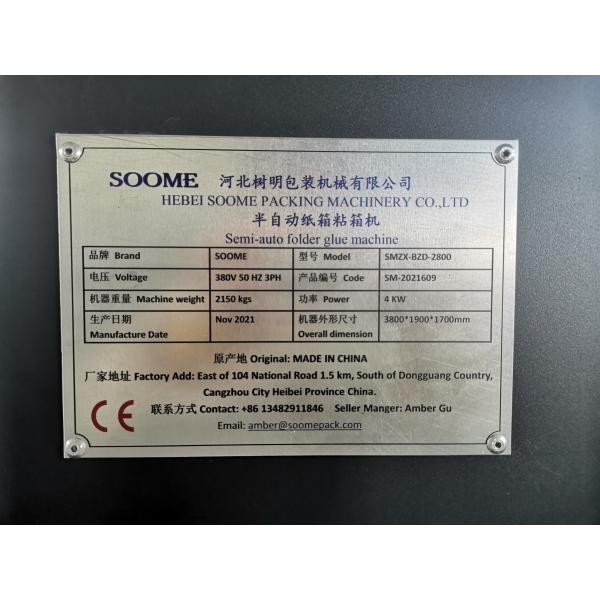 SOOME 河北树明包装机械有限公司
HEBEI SOOME PACKING MACHINERY CO.,LTD
半自动纸箱粘箱机
Semi-auto folder glue machine
品牌 Brand SOOME 型号 Model SMZX-BZD-2800
电压 Voltage 380V 50 HZ 3PH 产品编号 Code SM-2021609
机器重量 Machine weight 2150 kgs 功率 Power 4 KW
生产日期 Nov 2021 机器外形尺寸 3800*1900*1700mm
Manufacture Date Overall dimension
原产地 Original: MADE IN CHINA
厂家地址 Factory Add: East of 104 National Road 1.5 km, South of Dongguang Country,
Cangzhou City Heibei Province China.
联系方式 Contact: +86 13482911846 Seller Manger: Amber Gu
Email: amber@soomepack.com
CE